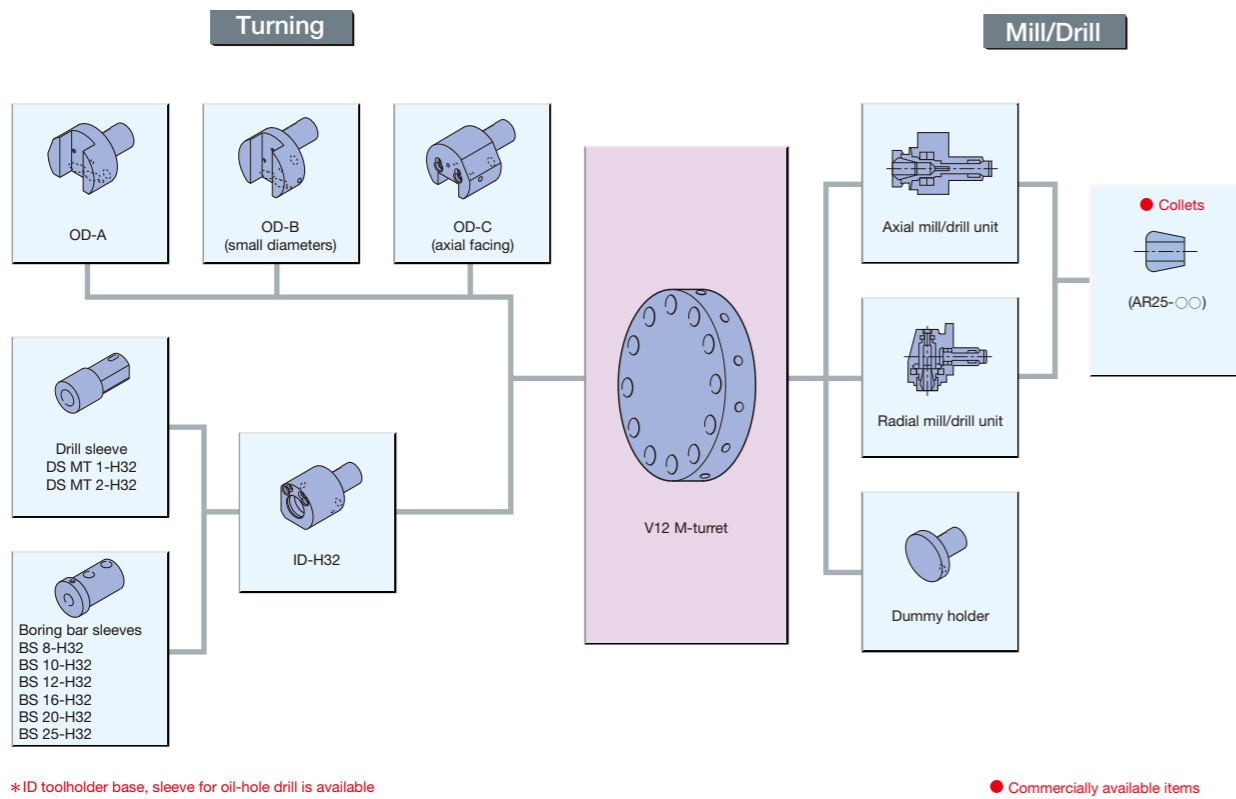 Turning
Mill/Drill
OD-A
OD-B
(small diameters)
OD-C
(axial facing)
Drill sleeve
DS MT 1-H32
DS MT 2-H32
Boring bar sleeves
BS 8-H32
BS 10-H32
BS 12-H32
BS 16-H32
BS 20-H32
BS 25-H32
ID-H32
V12 M-turret
Axial mill/drill unit
Radial mill/drill unit
Dummy holder
● Collets
(AR25-○○)
*ID toolholder base, sleeve for oil-hole drill is available
● Commercially available items